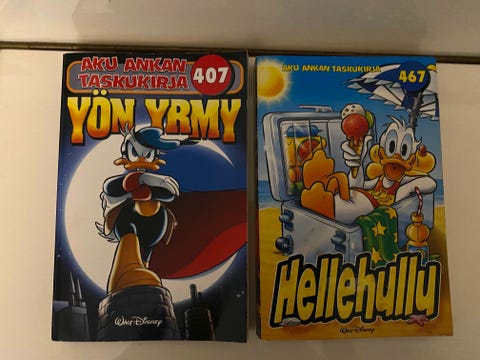 AKU ANKAN
TASKUKIRJA
407
YÖN YRMY
WALT DISNEY
AKU ANKAN TASKUKIRJA
467
Hellehullu
WALT DISNEY